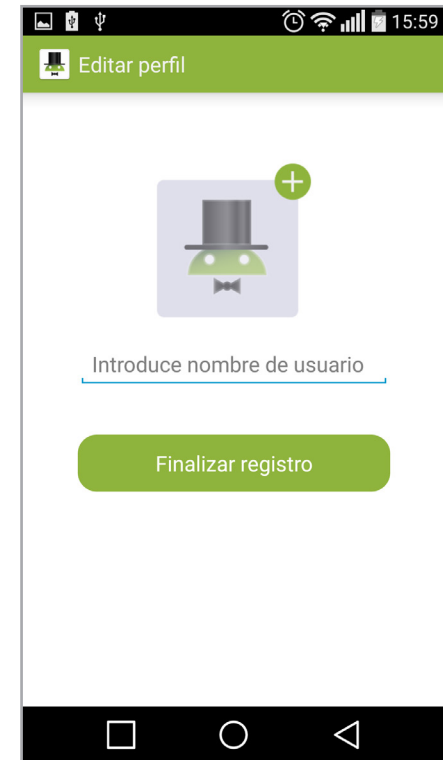 15:59
Editar perfil
Introduce nombre de usuario
Finalizar registro